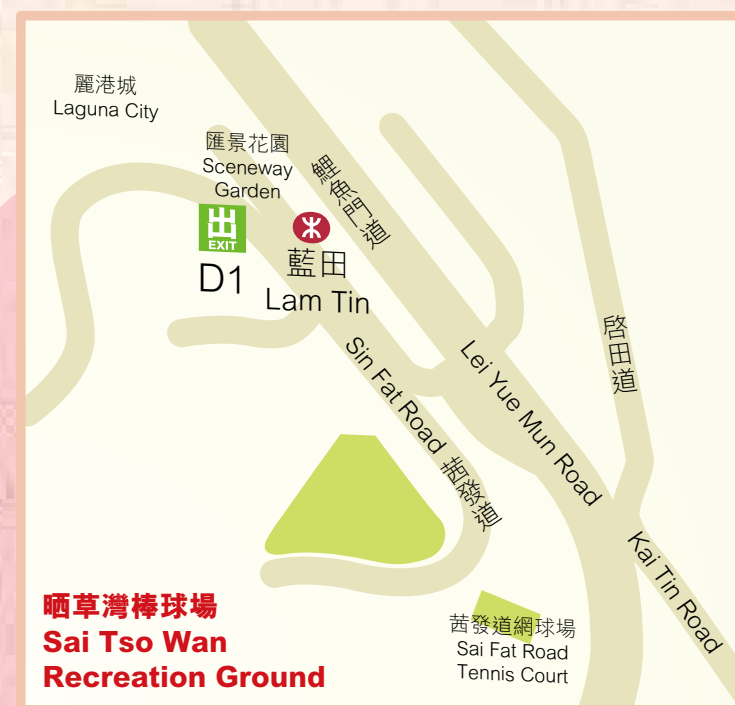 麗港城
Laguna City
匯景花園
Sceneway
Garden
鯉魚門道
出
EXIT
D1
藍田
Lam Tin
啓田道
Sin Fat Road 茜發道
Lei Yue Mun Road
Kai Tin Road
晒草灣棒球場
Sai Tso Wan
Recreation Ground
茜發道網球場
Sai Fat Road
Tennis Court